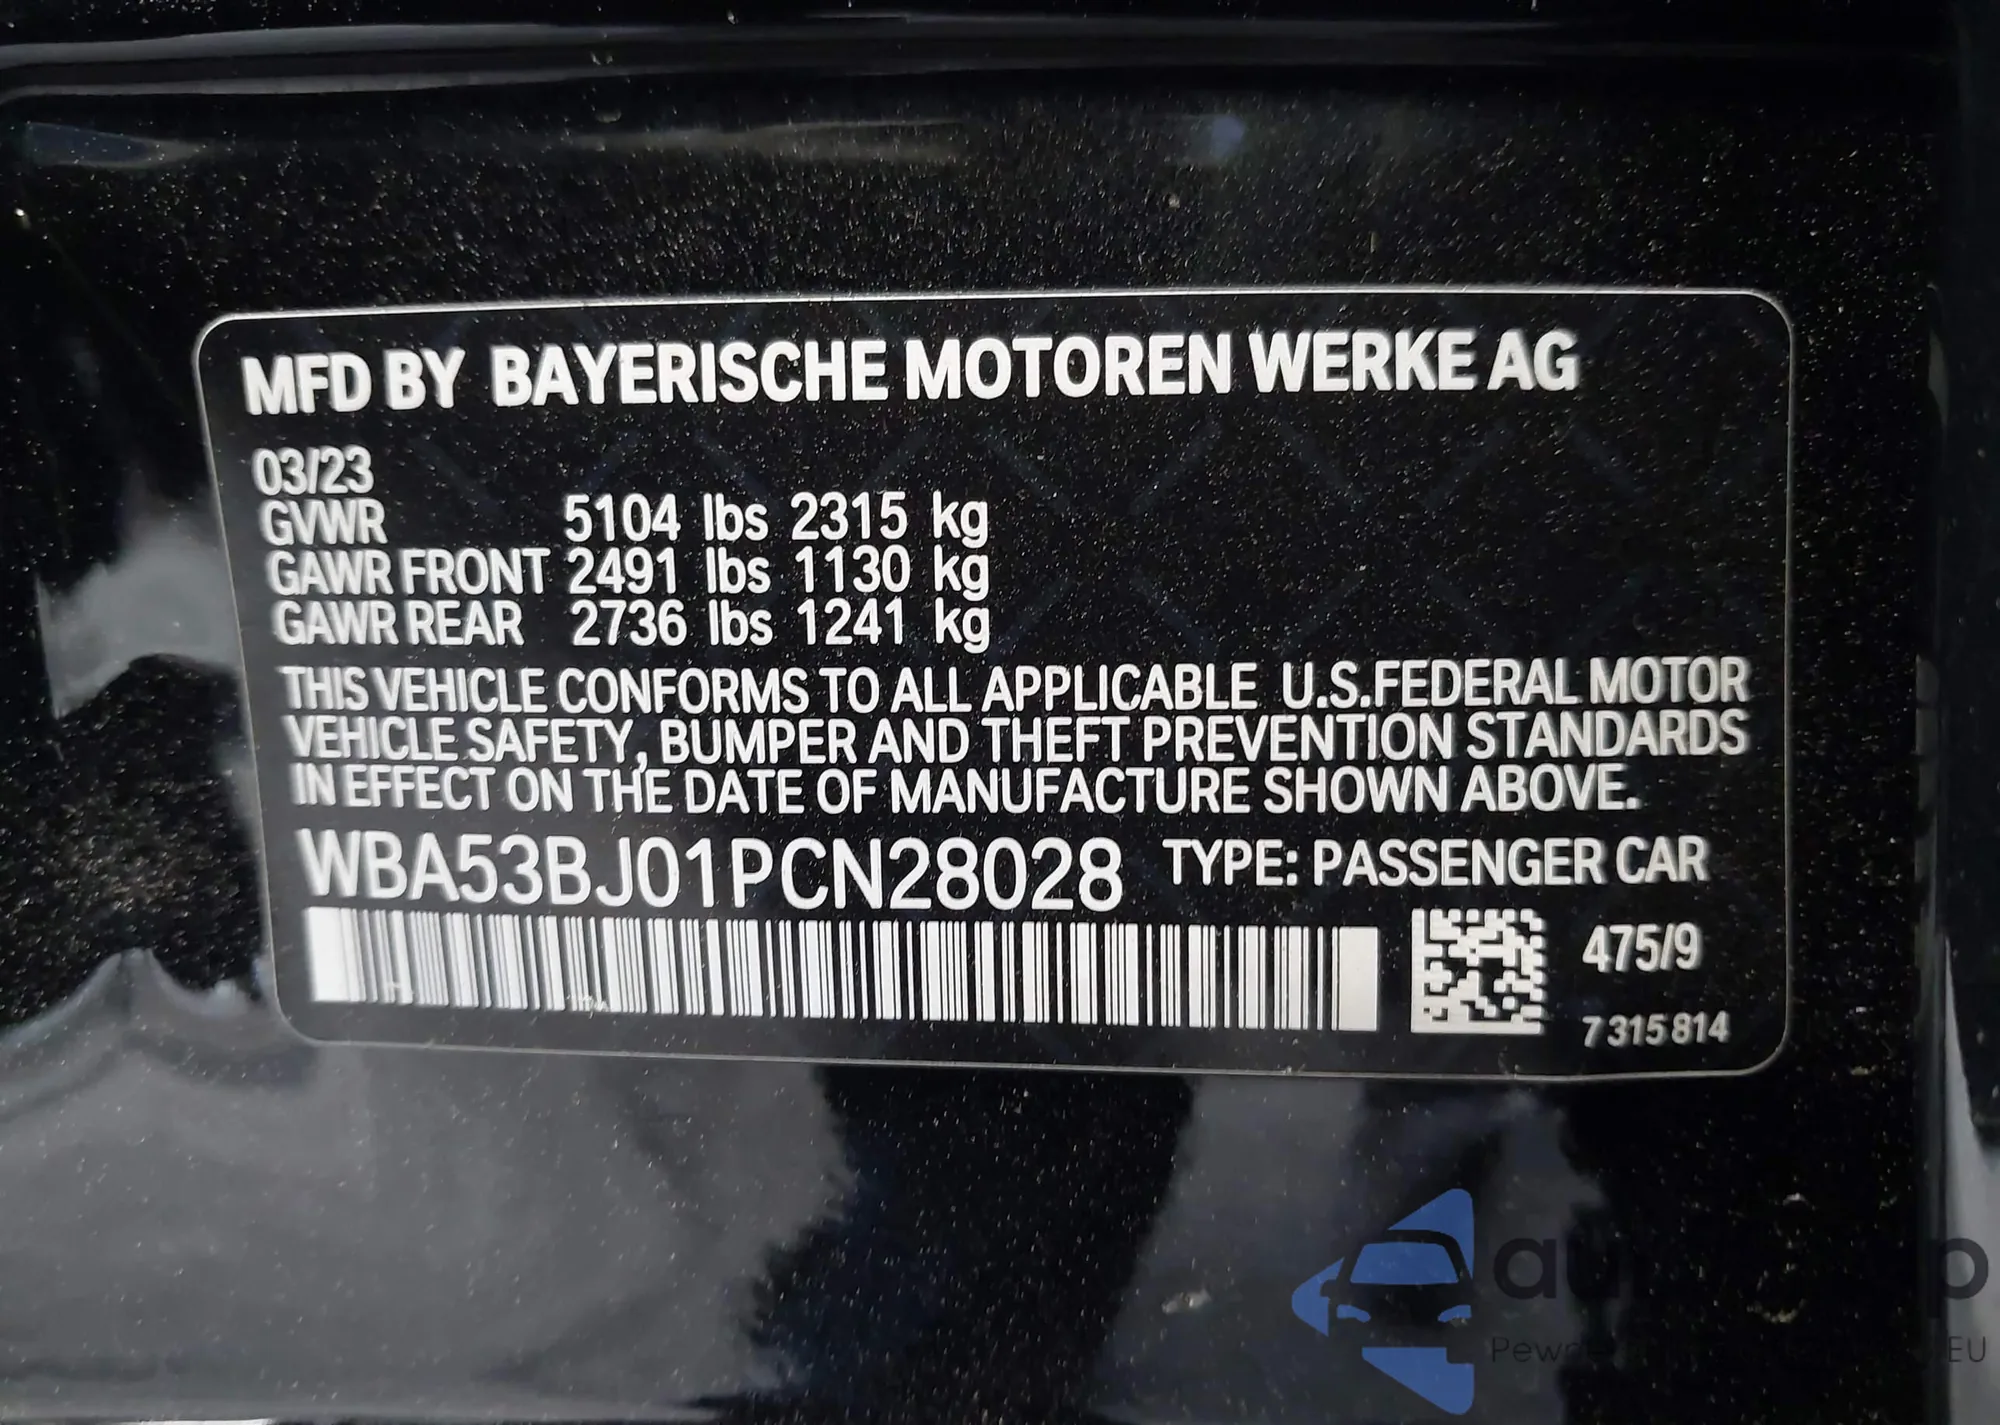 MFD BY BAYERISCHE MOTOREN WERKE AG
03/23
GVWR 5104 lbs 2315 kg
GAWR FRONT 2491 lbs 1130 kg
GAWR REAR 2736 lbs 1241 kg
THIS VEHICLE CONFORMS TO ALL APPLICABLE U.S.FEDERAL MOTOR
VEHICLE SAFETY, BUMPER AND THEFT PREVENTION STANDARDS
IN EFFECT ON THE DATE OF MANUFACTURE SHOWN ABOVE.
WBA53BJ01PCN28028 TYPE: PASSENGER CAR
475/9
7 315 814
EU